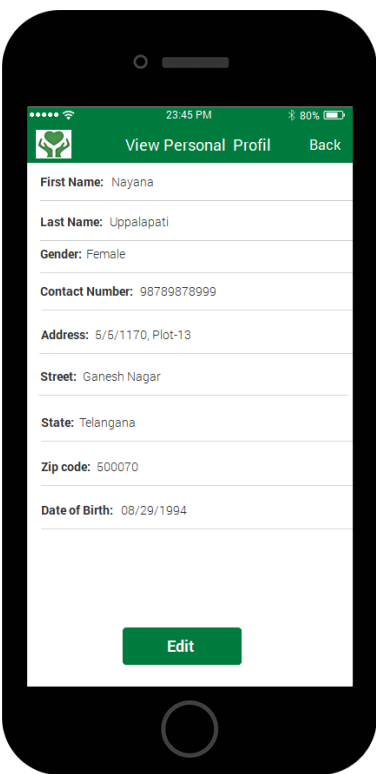 23:45 PM 80%
View Personal Profil Back
First Name: Nayana
Last Name: Uppalapati
Gender: Female
Contact Number: 98789878999
Address: 5/5/1170, Plot-13
Street: Ganesh Nagar
State: Telangana
Zip code: 500070
Date of Birth: 08/29/1994
Edit